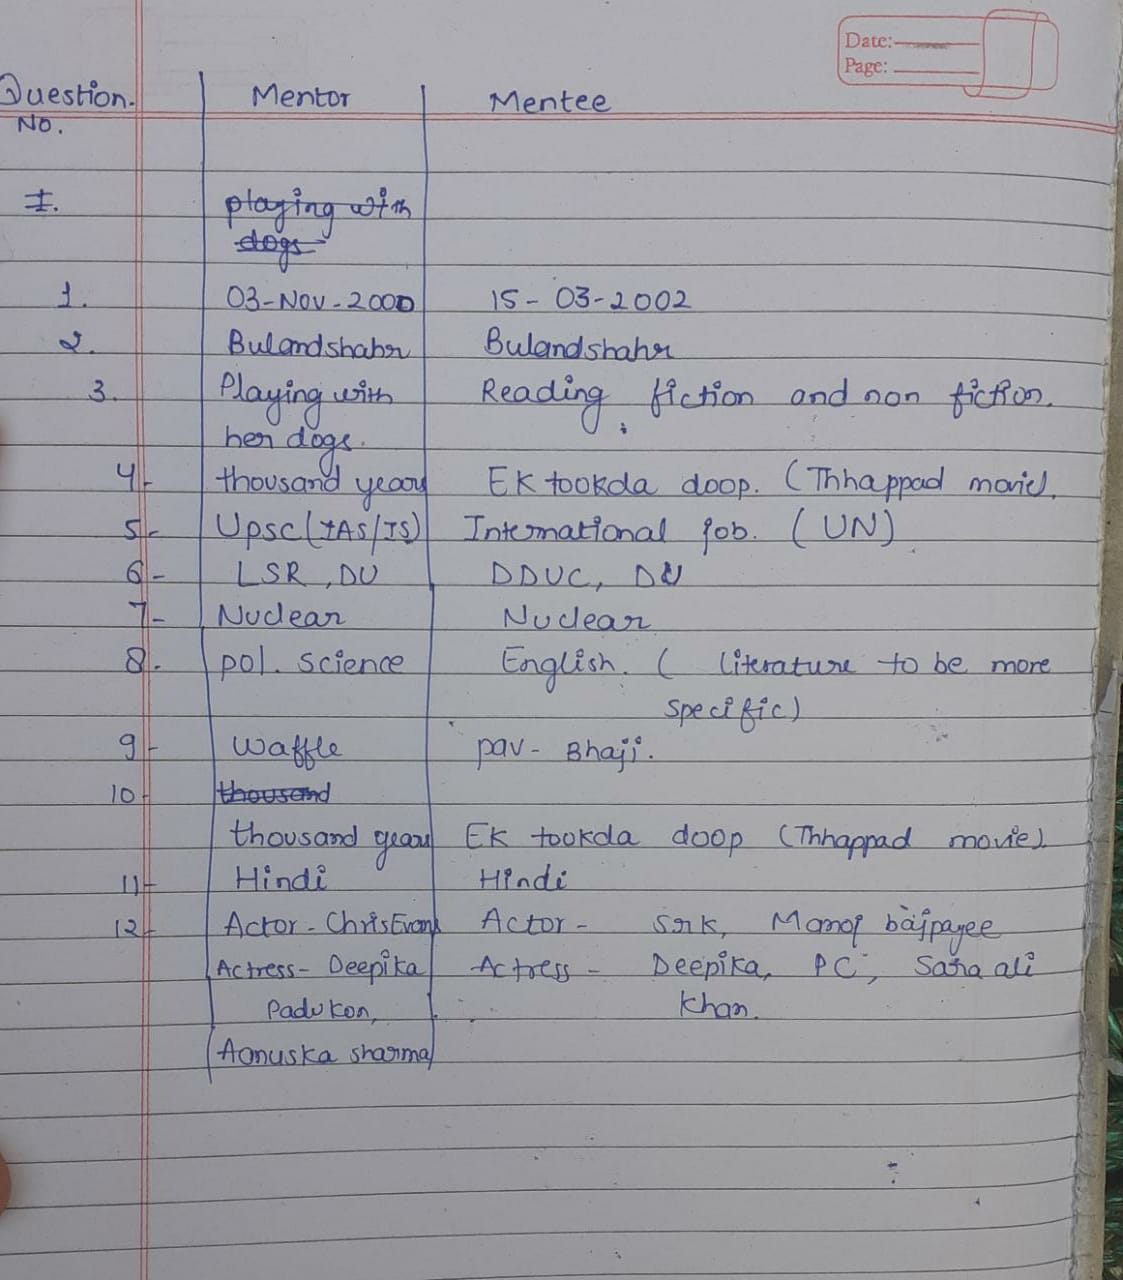 Date:
Page:
Question. Mentor Mentee
No.
I. playing with
dogs
1. 03-Nov-2000 15-03-2002
2. Bulandshahr Bulandshahr
3. Playing with Reading fiction and non fiction.
her dogs.
4- thousand years EK tookda doop. (Thhappad movie).
5- Upsc(IAS/IS) International job. (UN)
6- LSR, DU DDUC, DU
7- Nuclear Nuclear
8. pol. science English. ( literature to be more
specific)
9- Waffle pav- Bhaji.
10- thousand
thousand years EK tookda doop (Thhappad movie)
11- Hindi Hindi
12- Actor- Chris Evans Actor- Srk, Manoj bajpayee
Actress- Deepika Actress- Deepika, PC, Sara ali
Padukon, khan.
Aanuska sharma